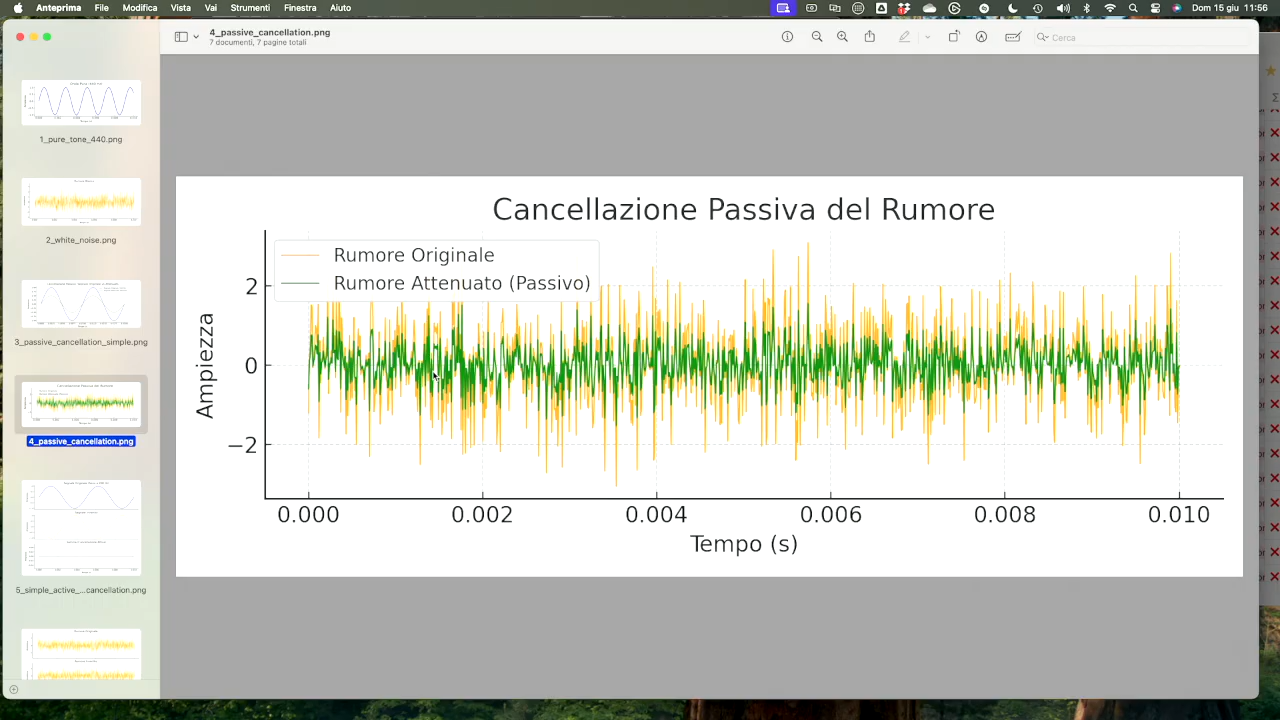 Anteprima File Modifica Vista Vai Strumenti Finestra Aiuto Dom 15 giu 11:56
4_passive_cancellation.png
7 documenti, 7 pagine totali
Cerca
1_pure_tone_440.png
2_white_noise.png
3_passive_cancellation_simple.png
4_passive_cancellation.png
5_simple_active_...cancellation.png
Cancellazione Passiva del Rumore
Rumore Originale
Rumore Attenuato (Passivo)
Ampiezza
2
0
−2
0.000 0.002 0.004 0.006 0.008 0.010
Tempo (s)